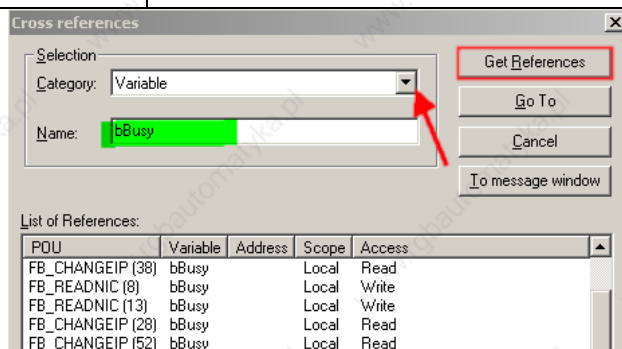 Cross references
Selection
Category: Variable
Get References
Go To
Name: bBusy
Cancel
To message window
List of References:
POU Variable Address Scope Access
FB_CHANGEIP (38) bBusy Local Read
FB_READNIC (8) bBusy Local Write
FB_READNIC (13) bBusy Local Write
FB_CHANGEIP (28) bBusy Local Read
FB_CHANGEIP (52) bBusy Local Read